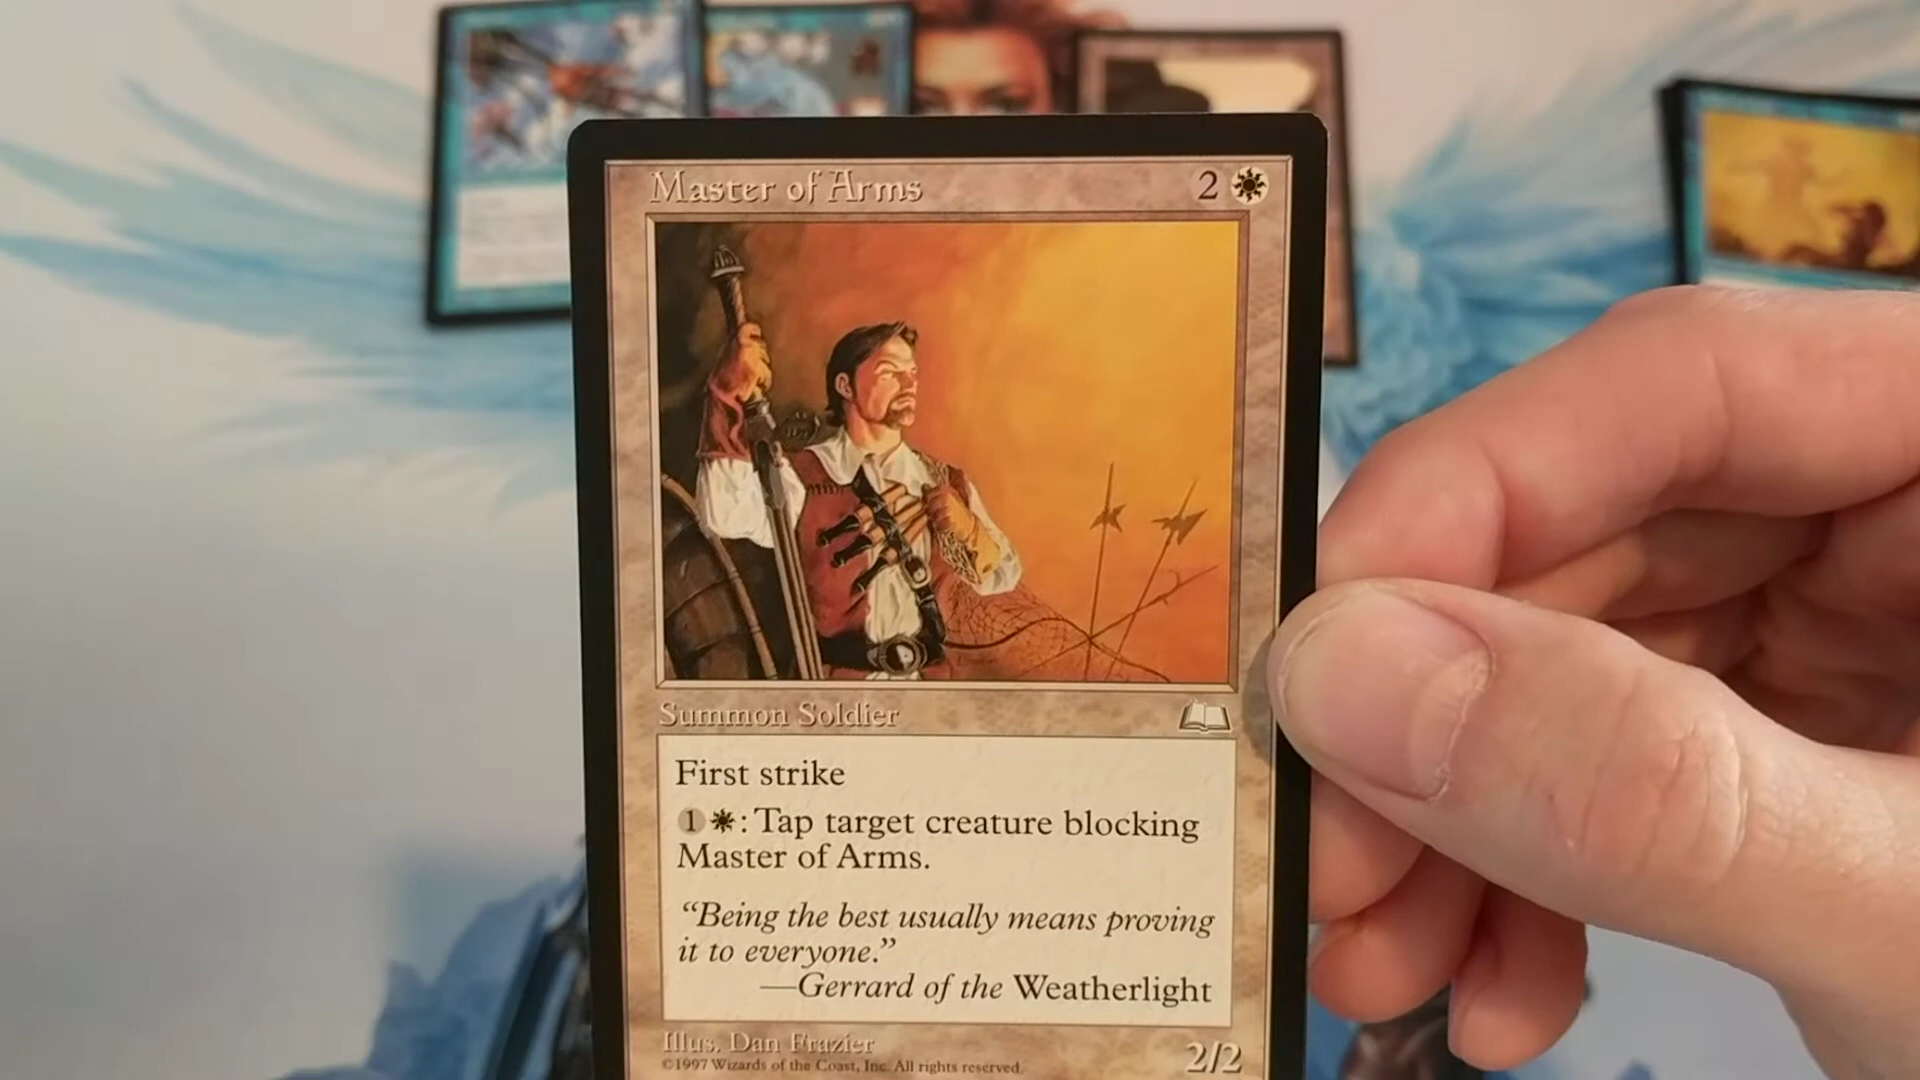 Master of Arms 2
Summon Soldier
First strike
1 : Tap target creature blocking
Master of Arms.
“Being the best usually means proving
it to everyone.”
—Gerrard of the Weatherlight
Illus. Dan Frazier
©1997 Wizards of the Coast, Inc. All rights reserved.
2/2